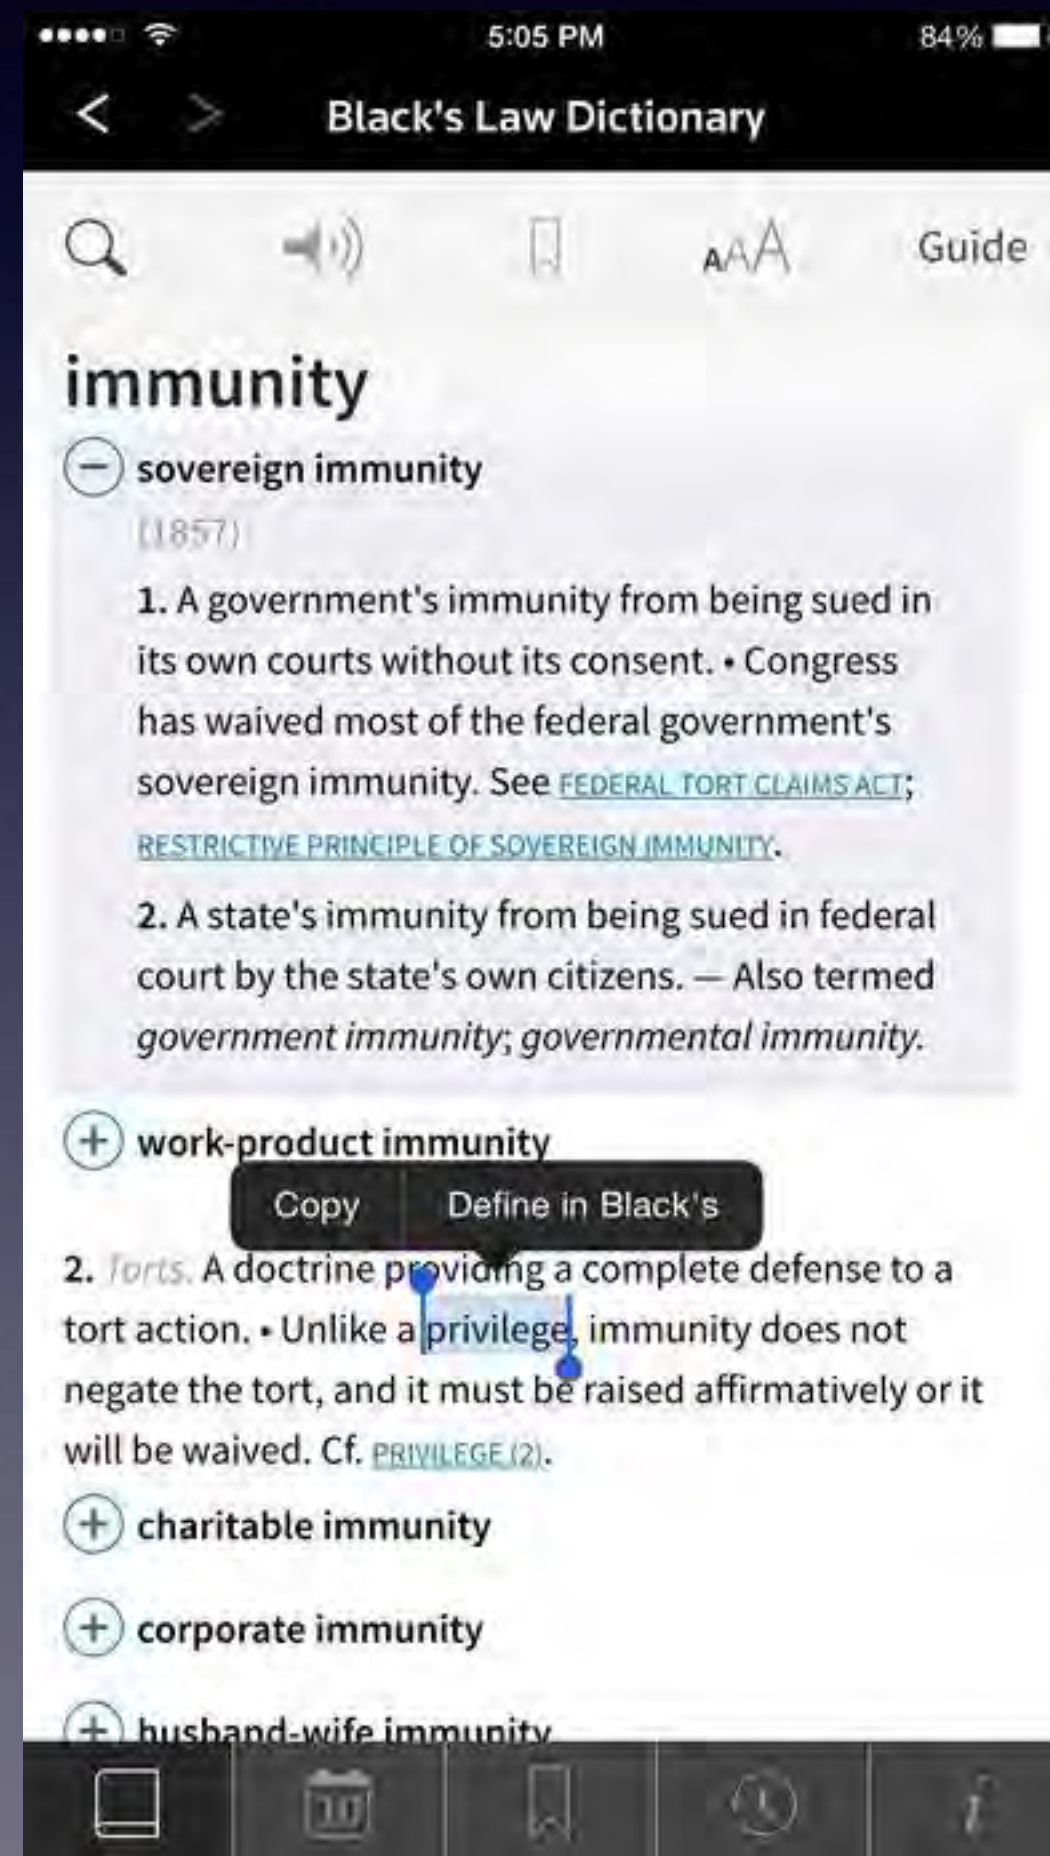 5:05 PM
84%
Black's Law Dictionary
AAA
Guide
immunity
sovereign immunity
(1857)
1. A government's immunity from being sued in
its own courts without its consent. • Congress
has waived most of the federal government's
sovereign immunity. See FEDERAL TORT CLAIMS ACT;
RESTRICTIVE PRINCIPLE OF SOVEREIGN IMMUNITY.
2. A state's immunity from being sued in federal
court by the state's own citizens. — Also termed
government immunity; governmental immunity.
work-product immunity
Copy
Define in Black's
2. Torts. A doctrine providing a complete defense to a
tort action. • Unlike a privilege, immunity does not
negate the tort, and it must be raised affirmatively or it
will be waived. Cf. PRIVILEGE (2).
charitable immunity
corporate immunity
husband-wife immunity
i